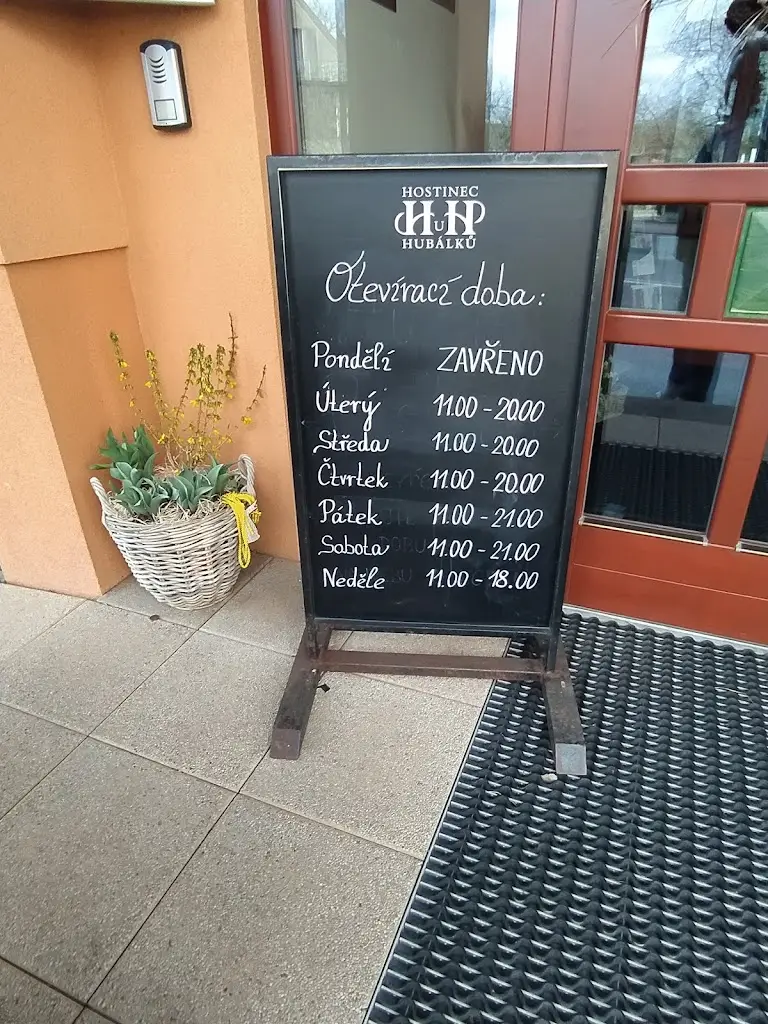 HOSTINEC
HuH
HUBÁLKŮ
Otevírací doba:
Pondělí ZAVŘENO
Úterý 11.00 - 20.00
Středa 11.00 - 20.00
Čtvrtek 11.00 - 20.00
Pátek 11.00 - 21.00
Sobota 11.00 - 21.00
Neděle 11.00 - 18.00